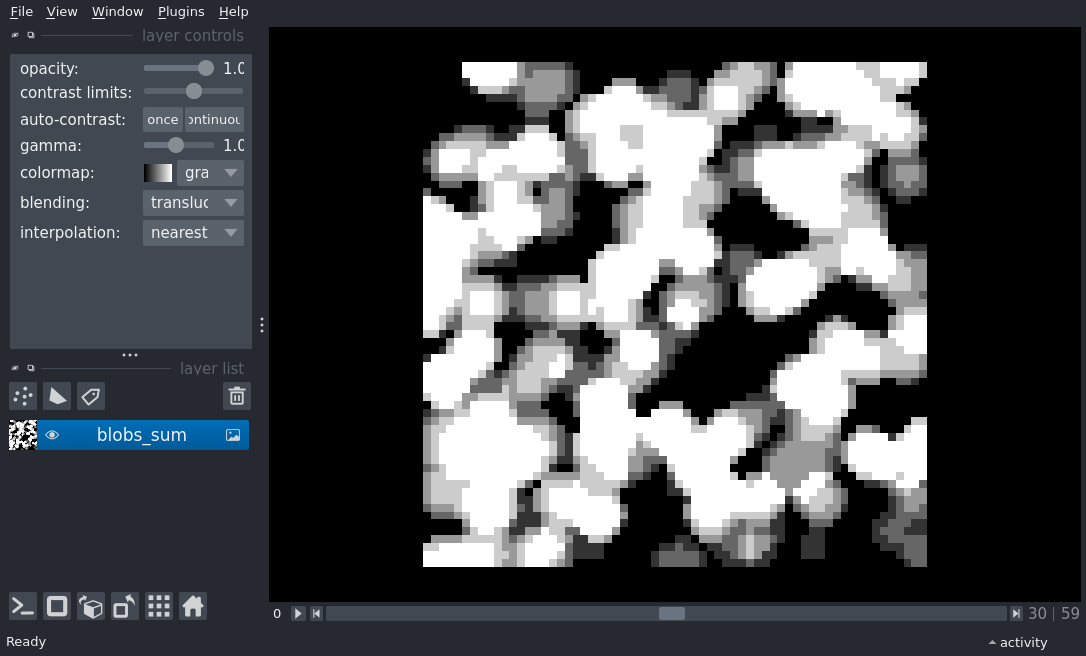 File View Window Plugins Help
layer controls
opacity: 1.0
contrast limits:
auto-contrast: once ontinuou
gamma: 1.0
colormap: gra
blending: transluc
interpolation: nearest
layer list
blobs_sum
0 30 | 59
Ready activity